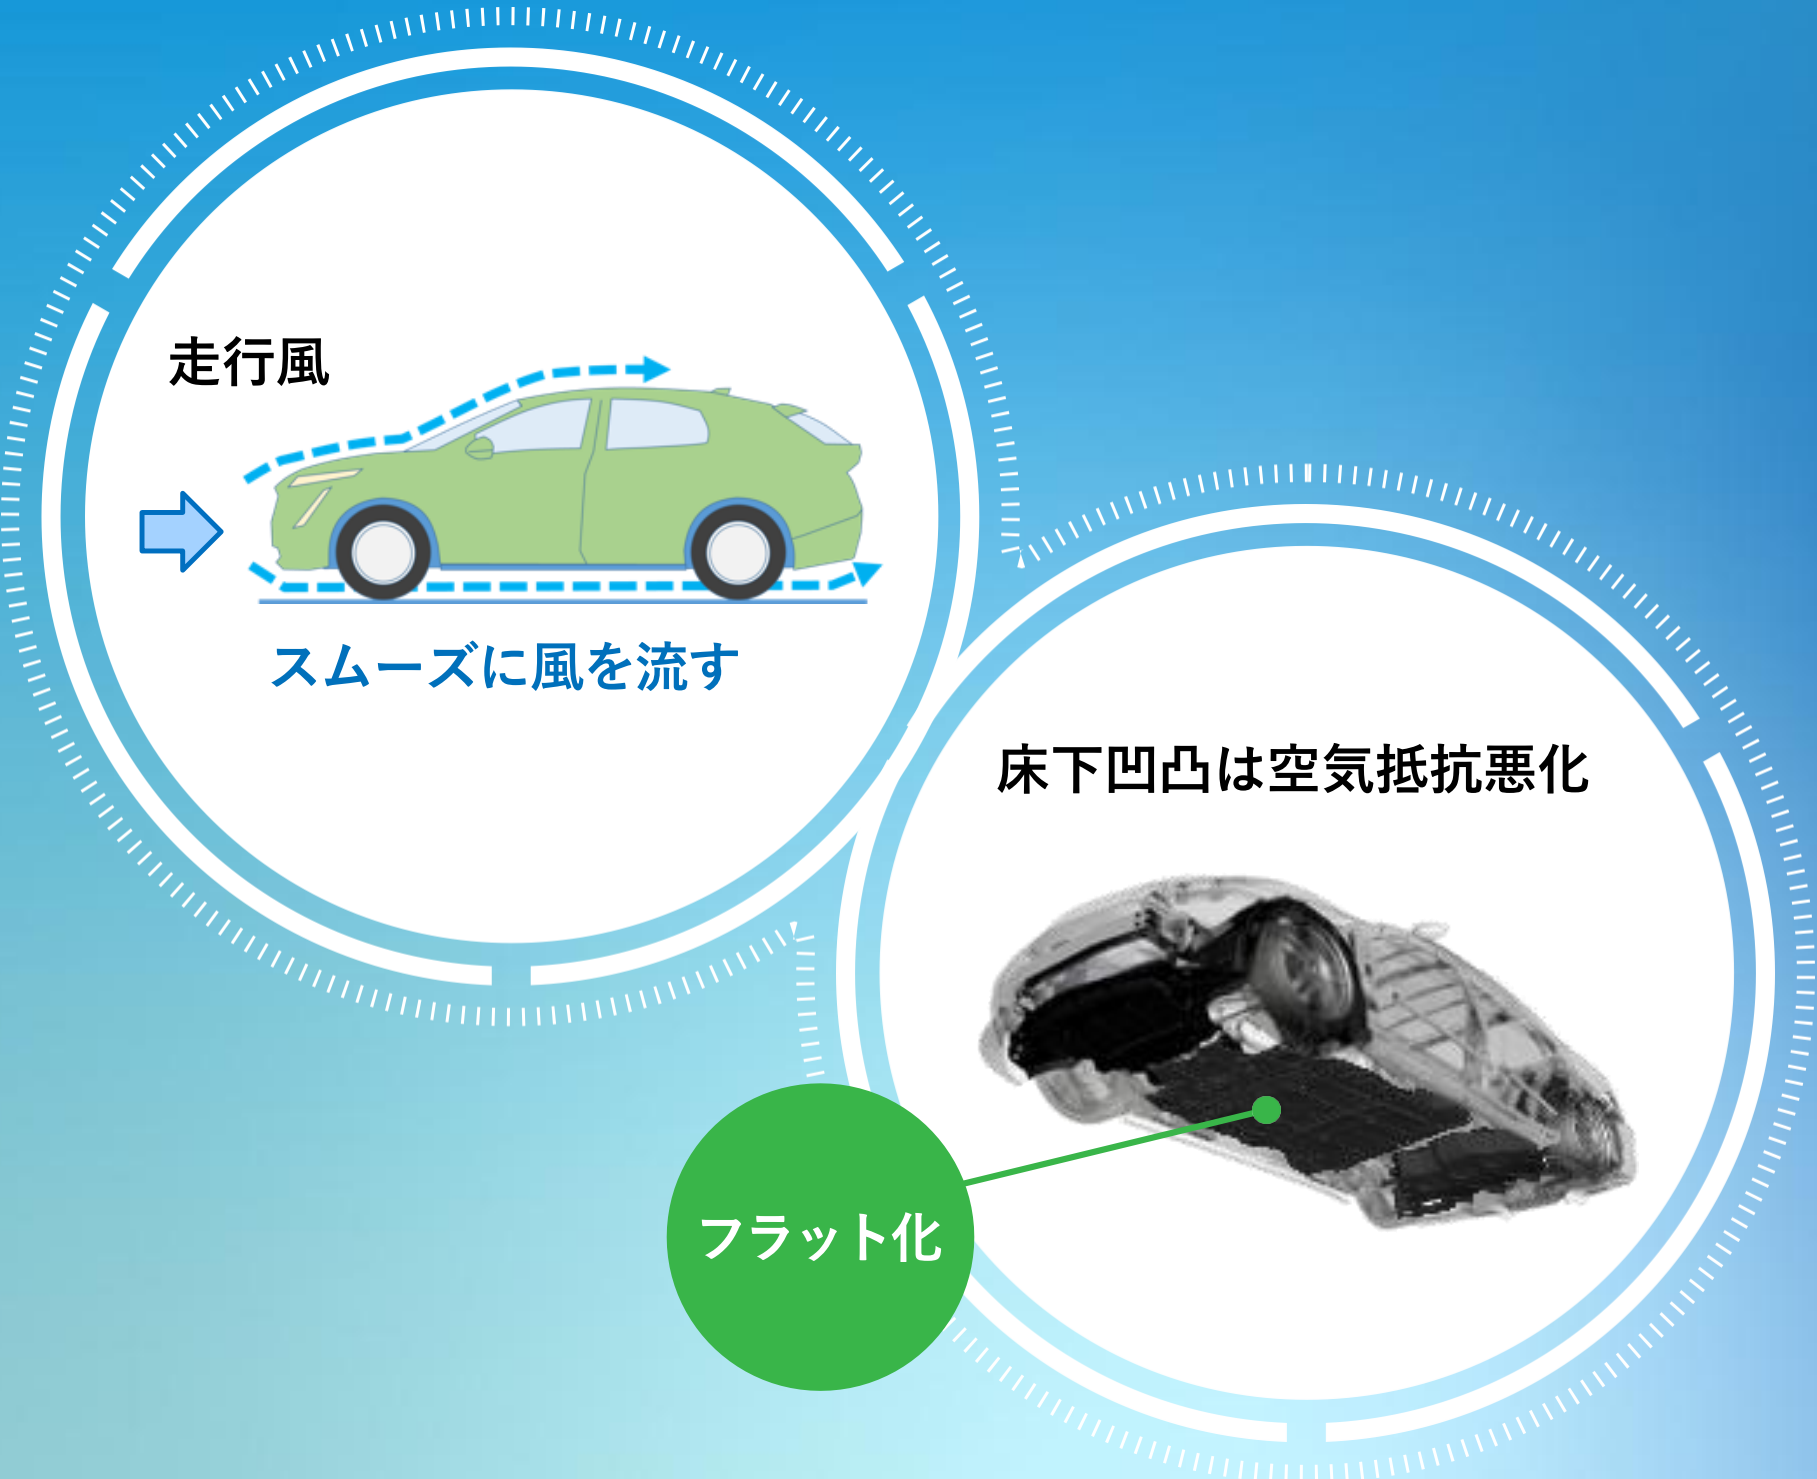 走行風
スムーズに風を流す
床下凹凸は空気抵抗悪化
フラット化